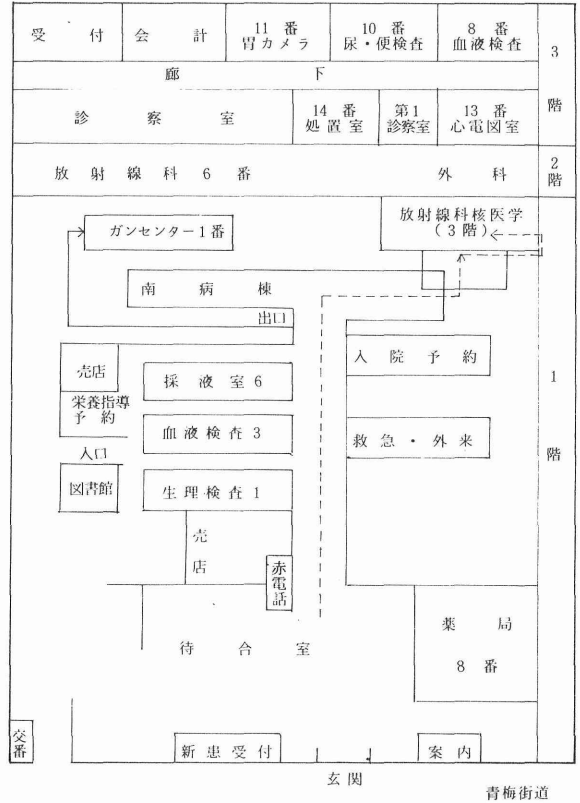 受付
会計
11番
胃カメラ
10番
尿・便検査
8番
血液検査
3階
廊下
診察室
14番
処置室
第1
診察室
13番
心電図室
放射線科6番
外科
2階
ガンセンター1番
放射線科核医学
(3階)
南病棟
出口
売店
採液室6
入院予約
1階
栄養指導
予約
血液検査3
救急・外来
入口
図書館
生理検査1
売店
赤電話
待合室
薬局
8番
交番
新患受付
案内
玄関
青梅街道